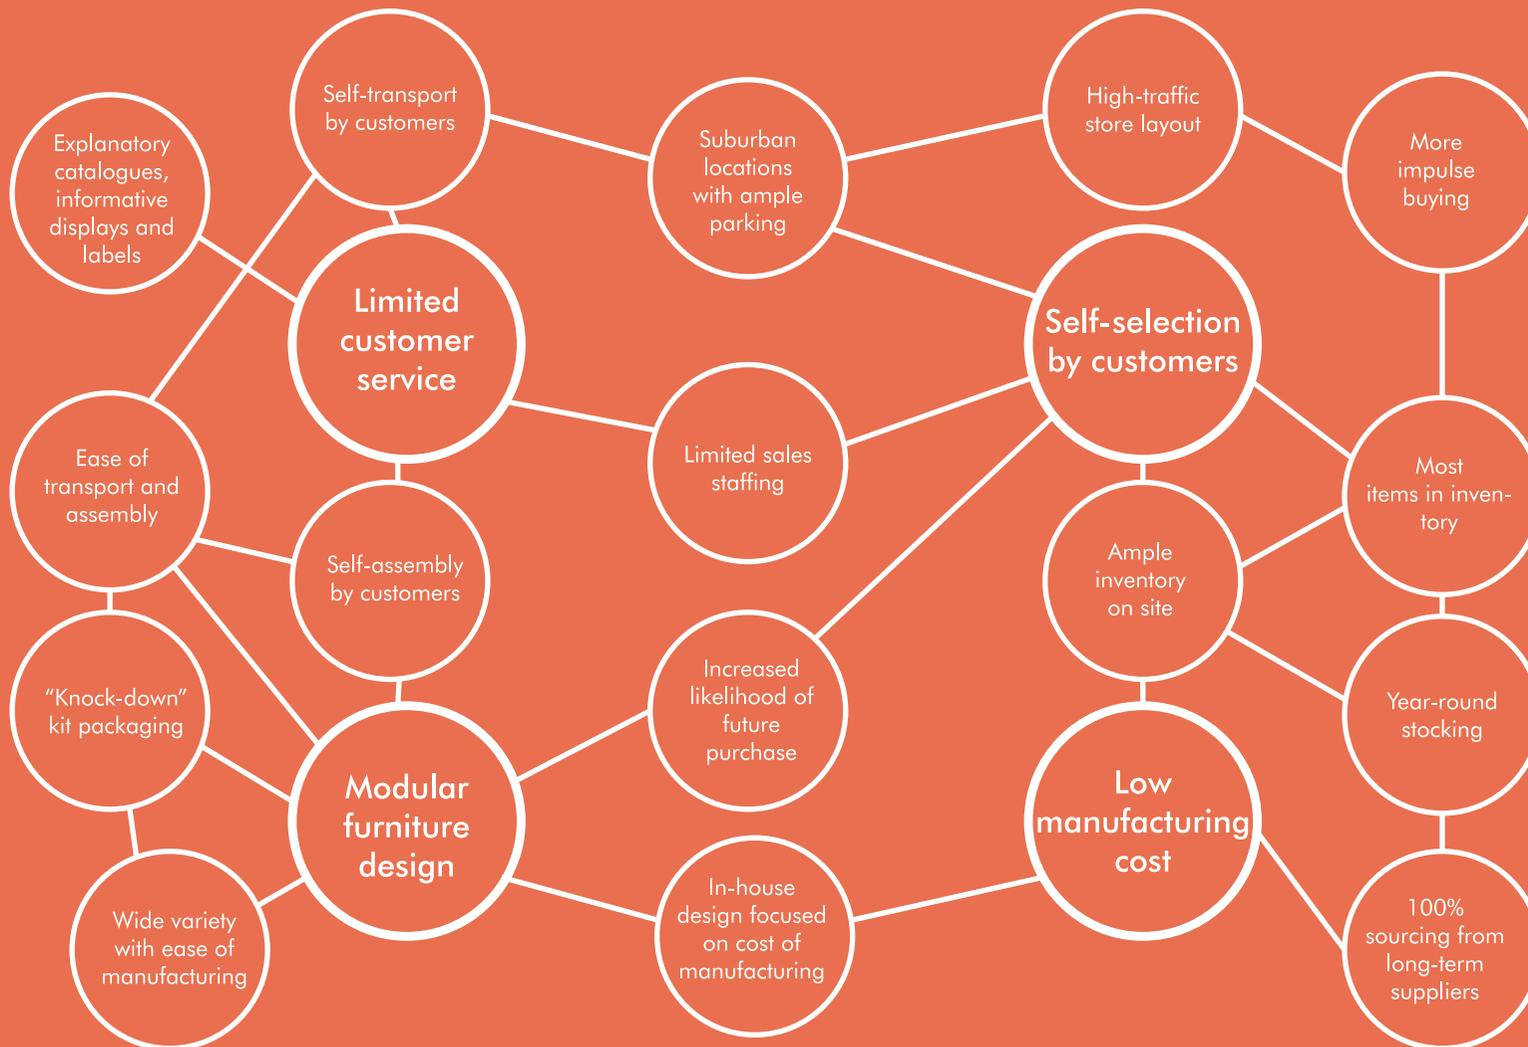 Self-transport
by customers
High-traffic
store layout
Explanatory
catalogues,
informative
displays and
labels
Suburban
locations
with ample
parking
More
impulse
buying
Limited
customer
service
Self-selection
by customers
Ease of
transport and
assembly
Limited sales
staffing
Most
items in inven-
tory
Self-assembly
by customers
Ample
inventory
on site
"Knock-down"
kit packaging
Increased
likelihood of
future
purchase
Year-round
stocking
Modular
furniture
design
Low
manufacturing
cost
Wide variety
with ease of
manufacturing
In-house
design focused
on cost of
manufacturing
100%
sourcing from
long-term
suppliers